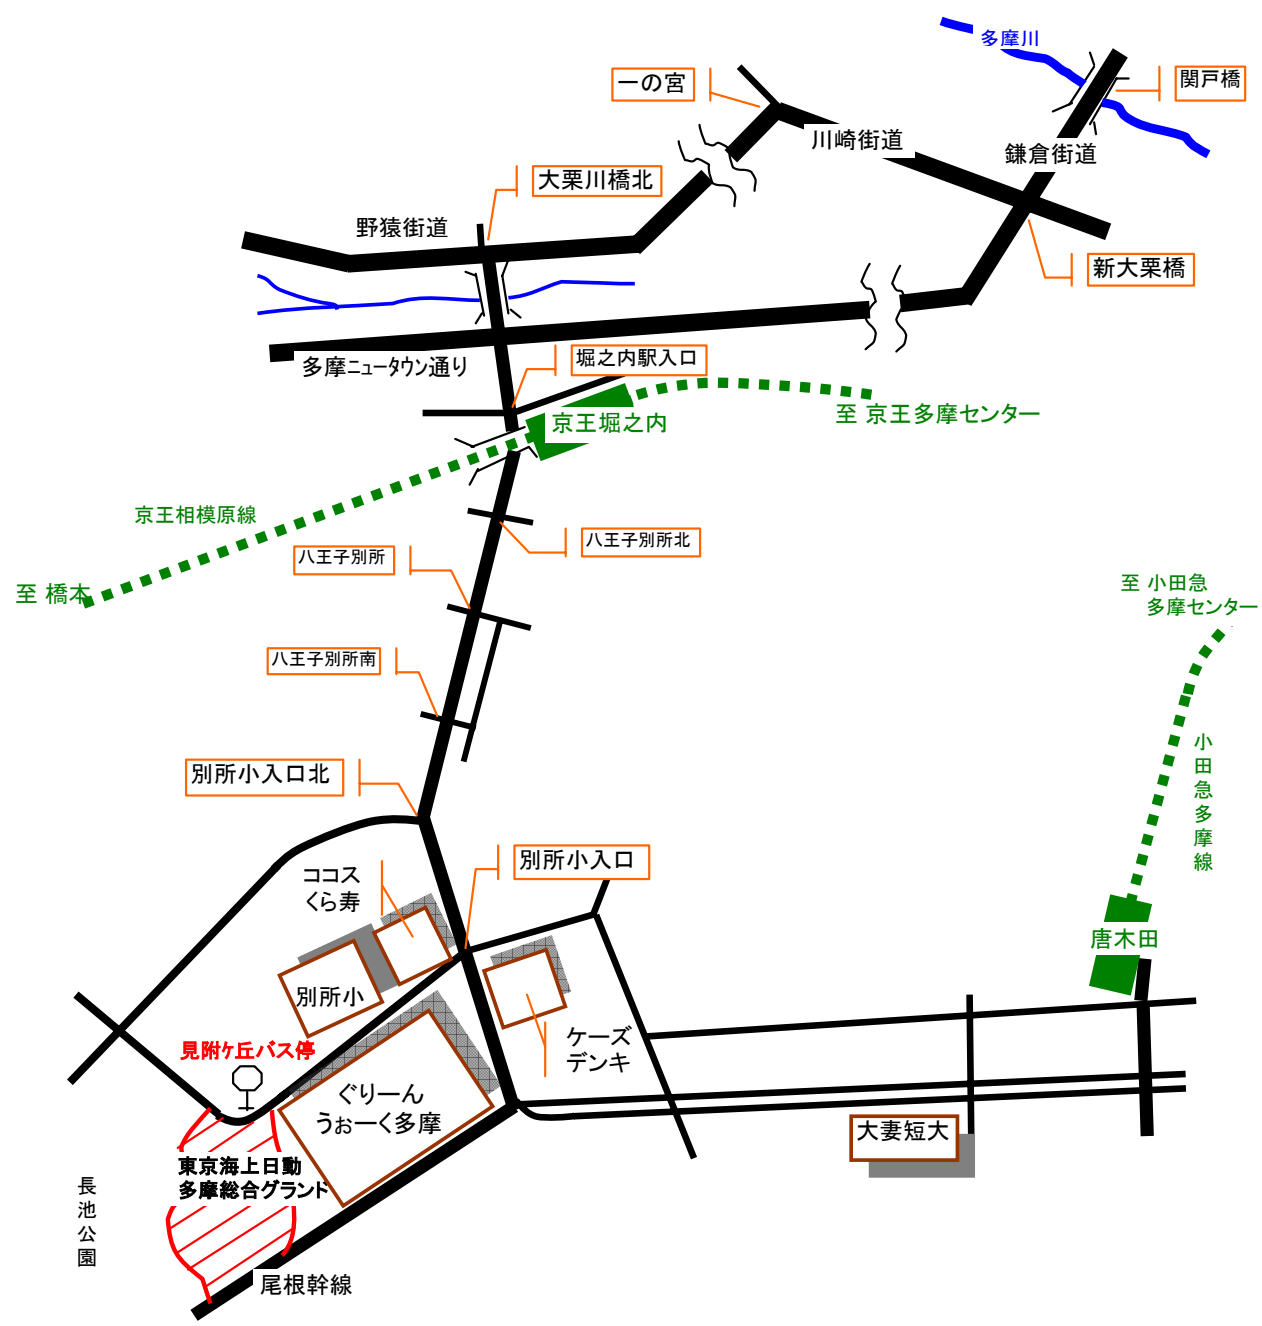 多摩川
一の宮
関戸橋
川崎街道
鎌倉街道
大栗川橋北
野猿街道
新大栗橋
多摩ニュータウン通り
堀之内駅入口
至 京王多摩センター
京王堀之内
京王相模原線
八王子別所北
八王子別所
至 橋本
至 小田急
多摩センター
八王子別所南
小田急多摩線
別所小入口北
別所小入口
ココス
くら寿
唐木田
別所小
ケーズ
デンキ
見附ケ丘バス停
ぐりーん
うぉーく多摩
大妻短大
東京海上日動
多摩総合グランド
長池公園
尾根幹線